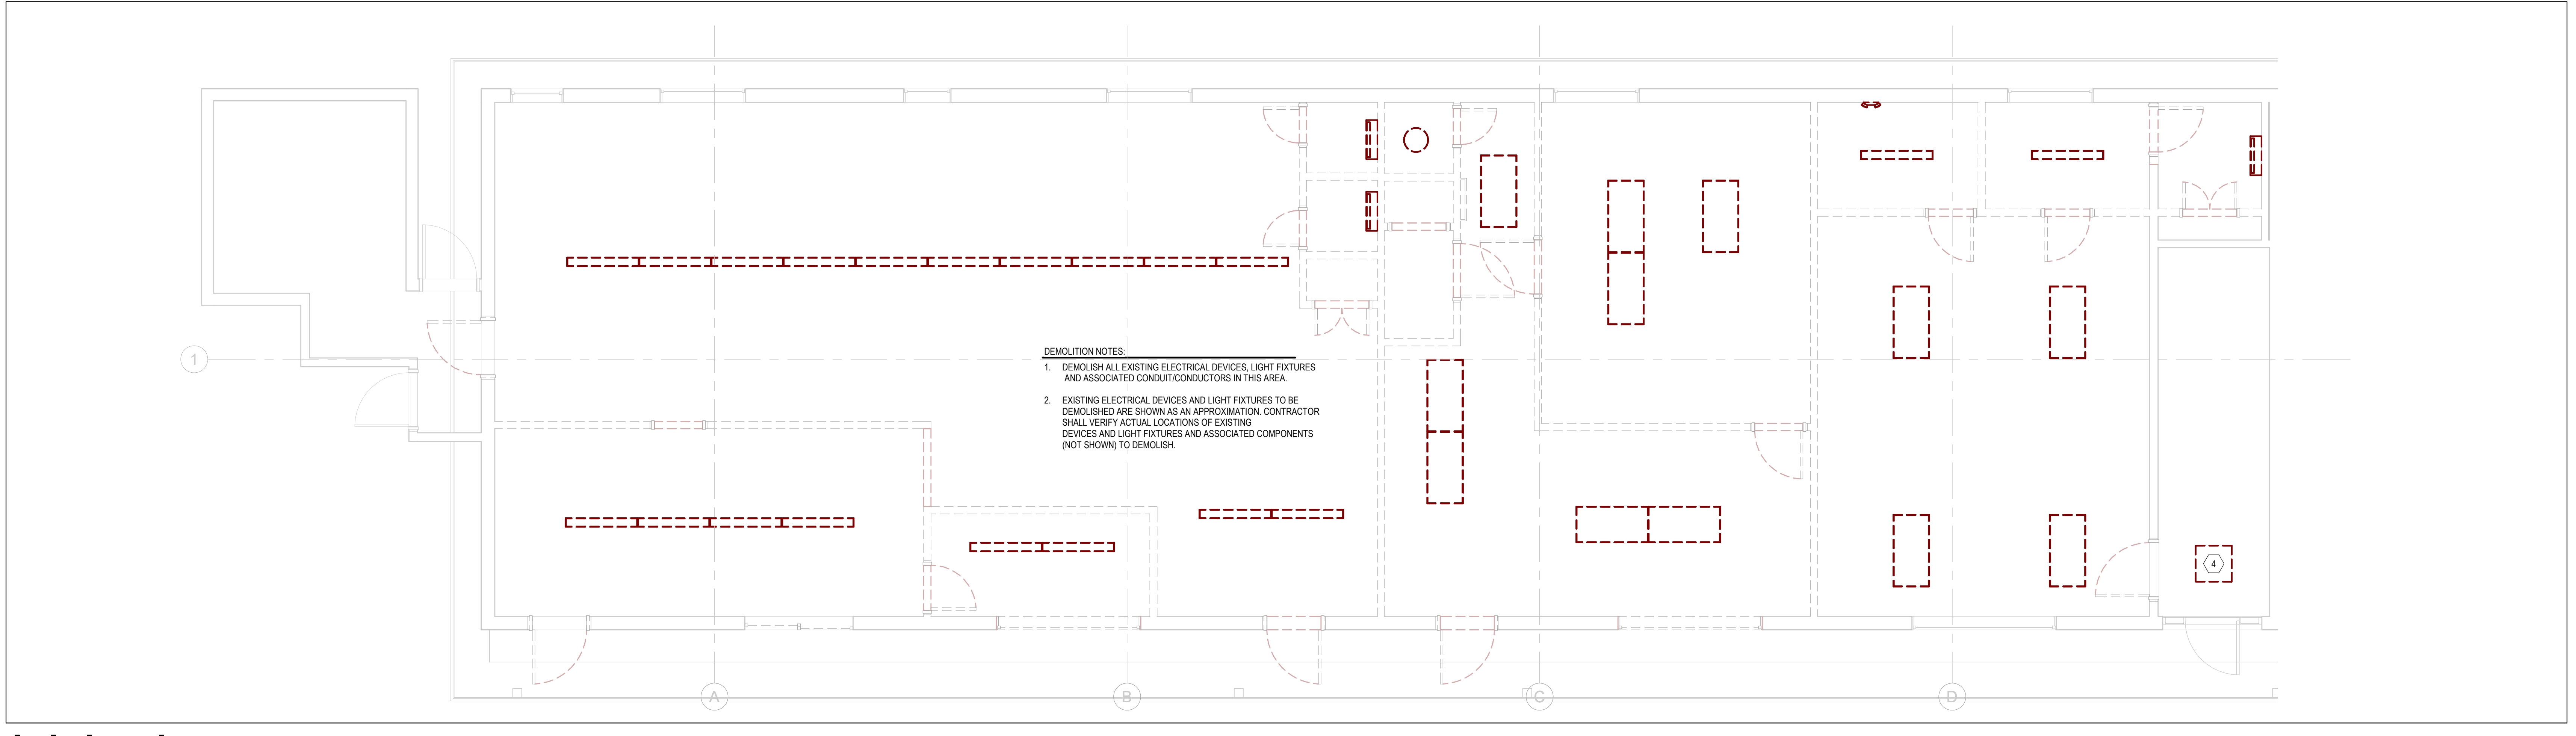 1
DEMOLITION NOTES:
1. DEMOLISH ALL EXISTING ELECTRICAL DEVICES, LIGHT FIXTURES
AND ASSOCIATED CONDUIT/CONDUCTORS IN THIS AREA.
2. EXISTING ELECTRICAL DEVICES AND LIGHT FIXTURES TO BE
DEMOLISHED ARE SHOWN AS AN APPROXIMATION. CONTRACTOR
SHALL VERIFY ACTUAL LOCATIONS OF EXISTING
DEVICES AND LIGHT FIXTURES AND ASSOCIATED COMPONENTS
(NOT SHOWN) TO DEMOLISH.
4
A B C D